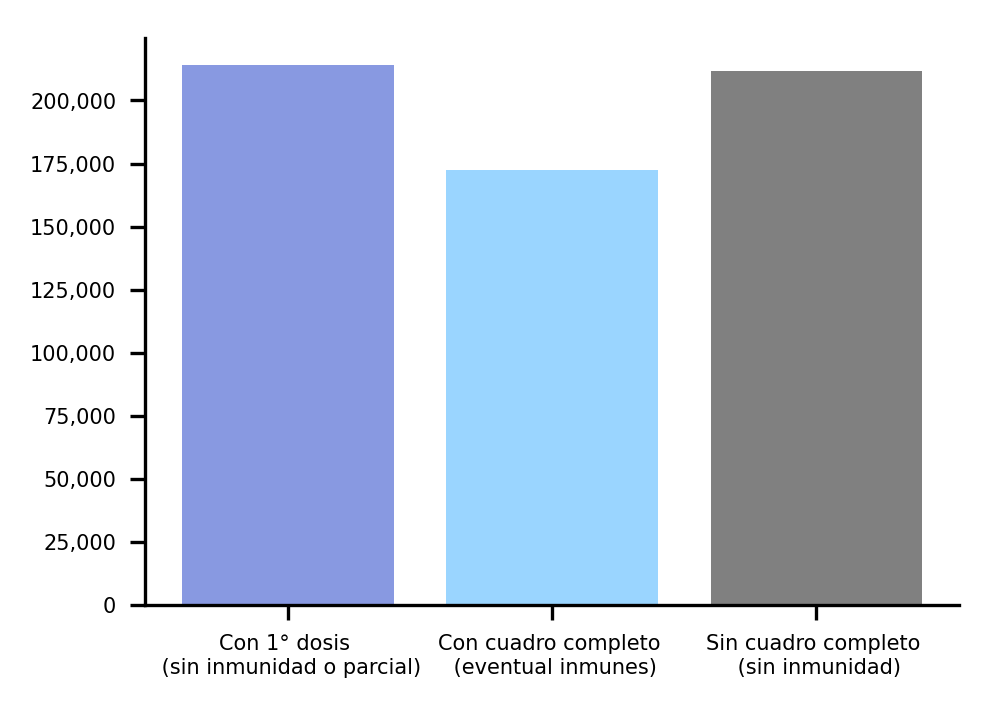 200,000
175,000
150,000
125,000
100,000
75,000
50,000
25,000
0
Con 1° dosis
(sin inmunidad o parcial)
Con cuadro completo
(eventual inmunes)
Sin cuadro completo
(sin inmunidad)